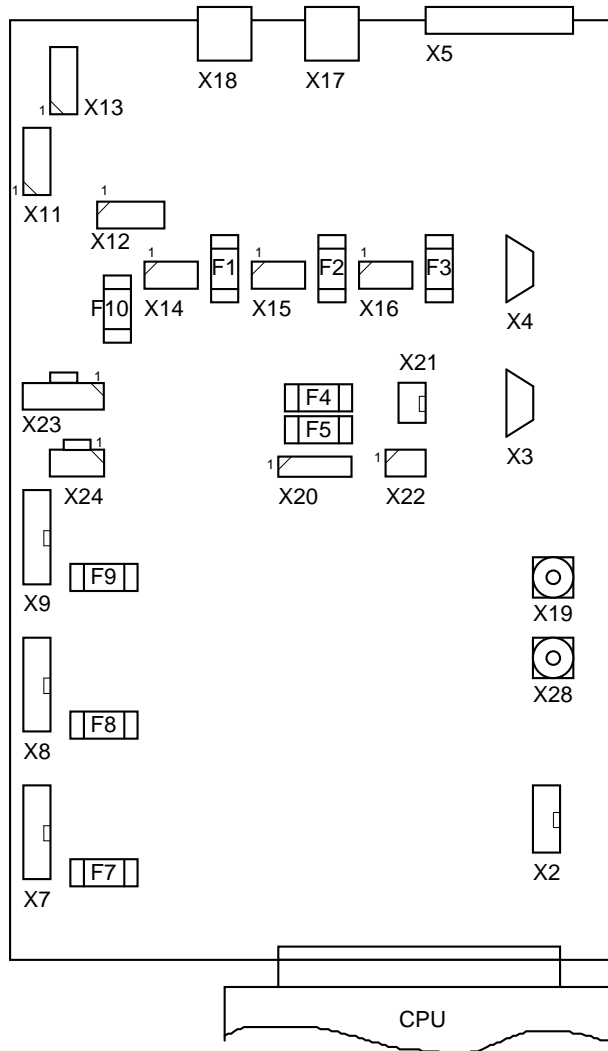 X18 X17 X5
1 X13
1 X11
1
X12
1 F1 1 F2 1 F3
F10 X14 X15 X16 X4
X21
1 F4
X23 F5 X3
1 1 1
X24 X20 X22
F9
X9 X19
F8 X28
X8
F7
X7 X2
CPU